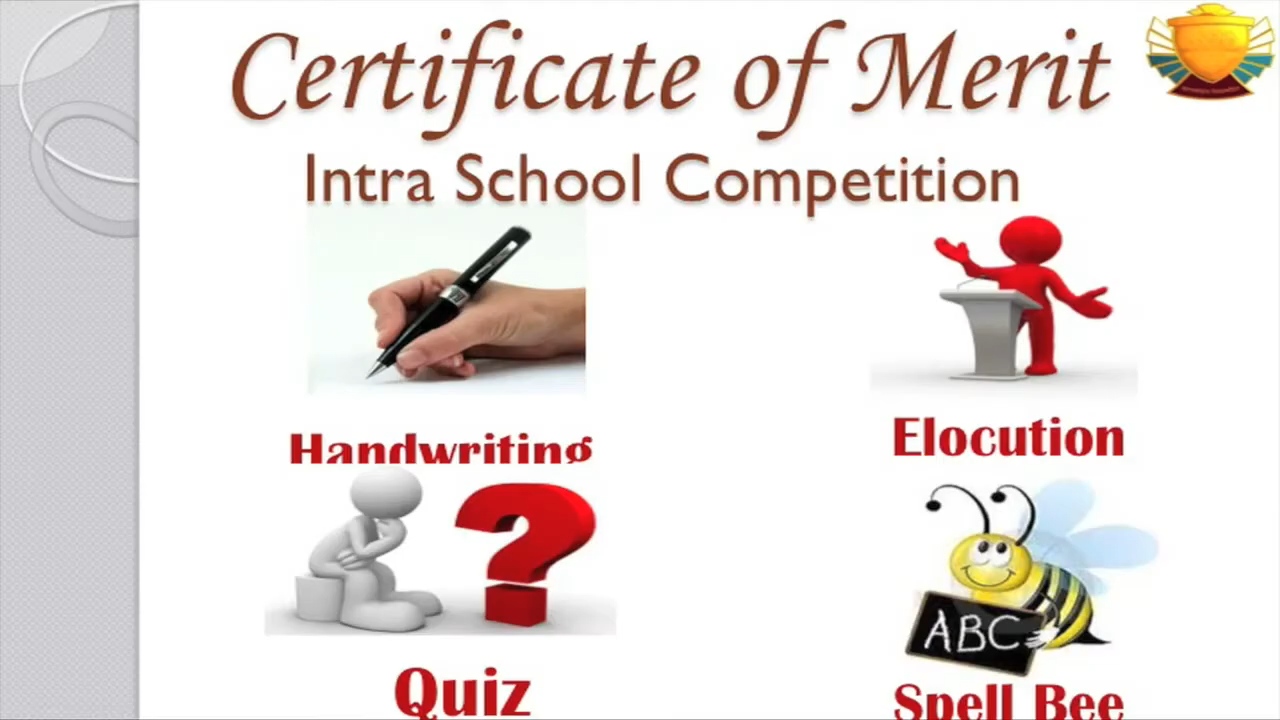 Certificate of Merit
Intra School Competition
Handwriting
Elocution
ABC
Quiz
Spell Bee